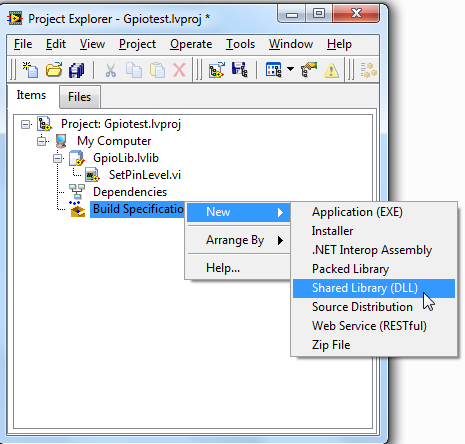 Project Explorer - Gpiotest.lvproj *
File Edit View Project Operate Tools Window Help
Items Files
Project: Gpiotest.lvproj
My Computer
GpioLib.lvlib
SetPinLevel.vi
Dependencies
Build Specificatio
New
Arrange By
Help...
Application (EXE)
Installer
.NET Interop Assembly
Packed Library
Shared Library (DLL)
Source Distribution
Web Service (RESTful)
Zip File